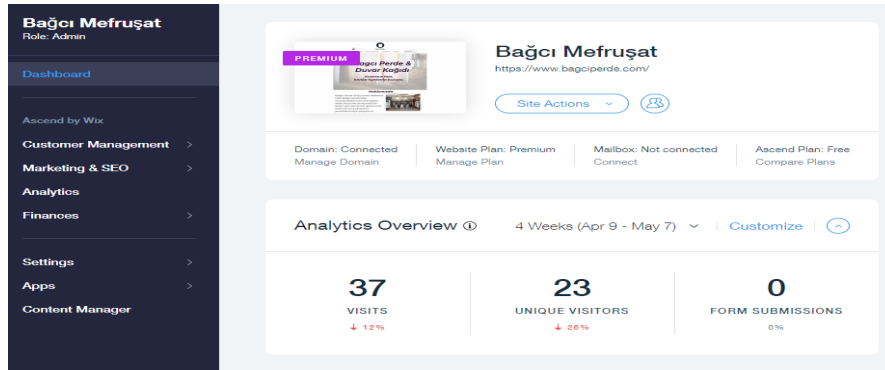 Bağcı Mefruşat
Role: Admin
Dashboard
Ascend by Wix
Customer Management
Marketing & SEO
Analytics
Finances
Settings
Apps
Content Manager
PREMIUM
Bağcı Perde &
Duvar Kağıdı
Bağcı Mefruşat
https://www.bagciperde.com/
Site Actions
Domain: Connected
Manage Domain
Website Plan: Premium
Manage Plan
Mailbox: Not connected
Connect
Ascend Plan: Free
Compare Plans
Analytics Overview
4 Weeks (Apr 9 - May 7)
Customize
37
VISITS
↓ 12%
23
UNIQUE VISITORS
↓ 26%
0
FORM SUBMISSIONS
0%